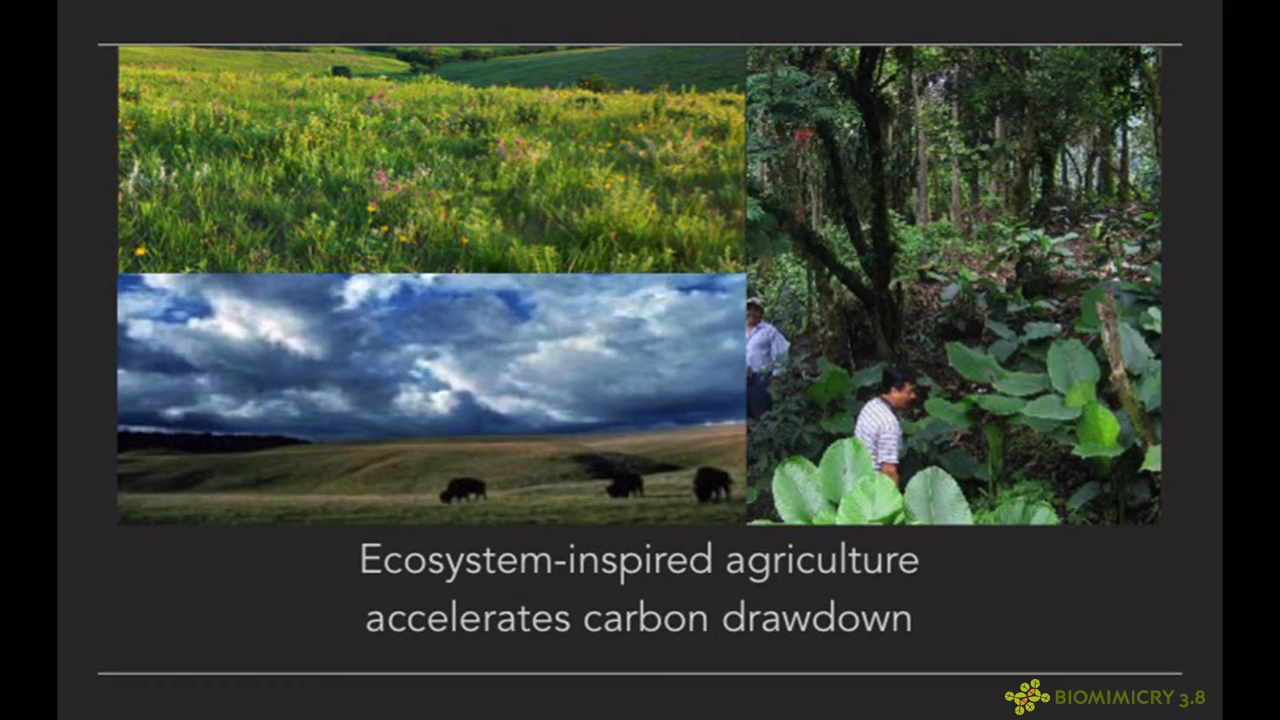 Ecosystem-inspired agriculture
accelerates carbon drawdown
BIOMIMICRY 3.8